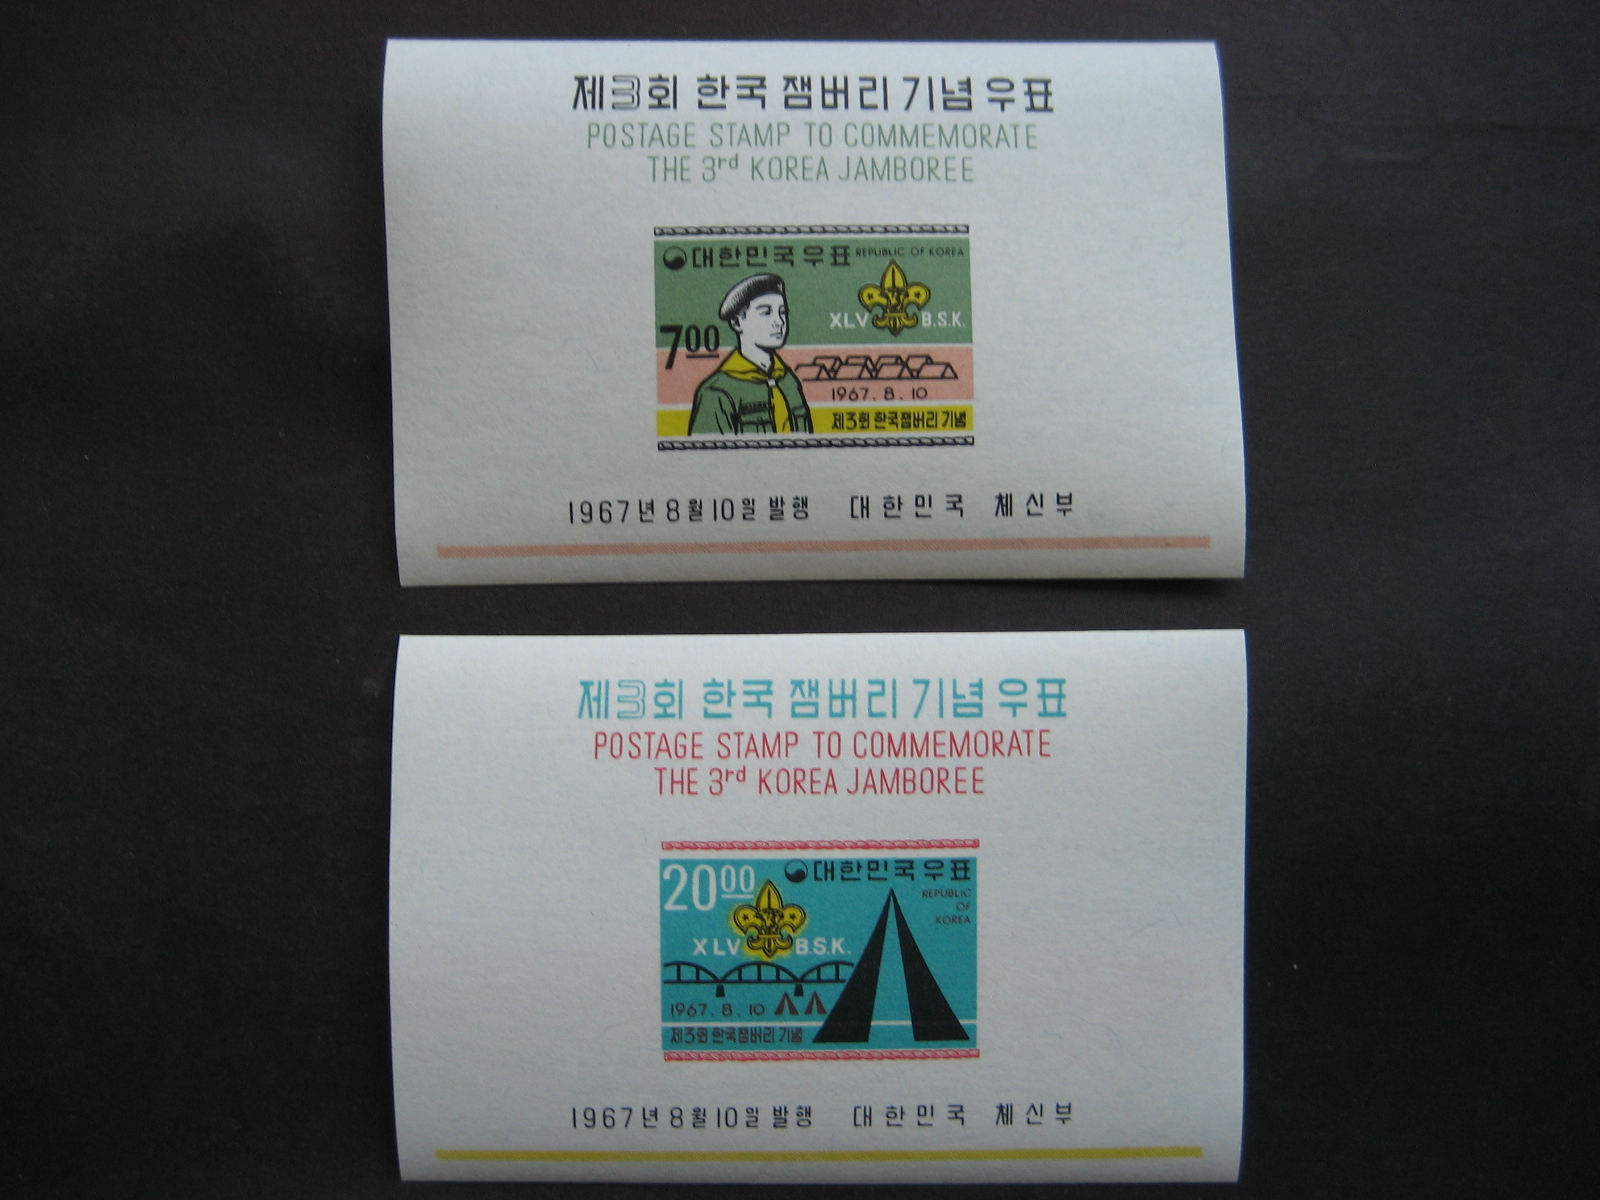 제3회 한국 잼버리 기념 우표
POSTAGE STAMP TO COMMEMORATE
THE 3rd KOREA JAMBOREE
대한민국우표 REPUBLIC OF KOREA
XLV B.S.K.
700
1967. 8. 10
제3회 한국잼버리 기념
1967년 8월 10일 발행 대한민국 체신부
제3회 한국 잼버리 기념 우표
POSTAGE STAMP TO COMMEMORATE
THE 3rd KOREA JAMBOREE
2000 대한민국우표
REPUBLIC
OF
KOREA
XLV B.S.K.
1967. 8. 10
제3회 한국잼버리 기념
1967년 8월 10일 발행 대한민국 체신부